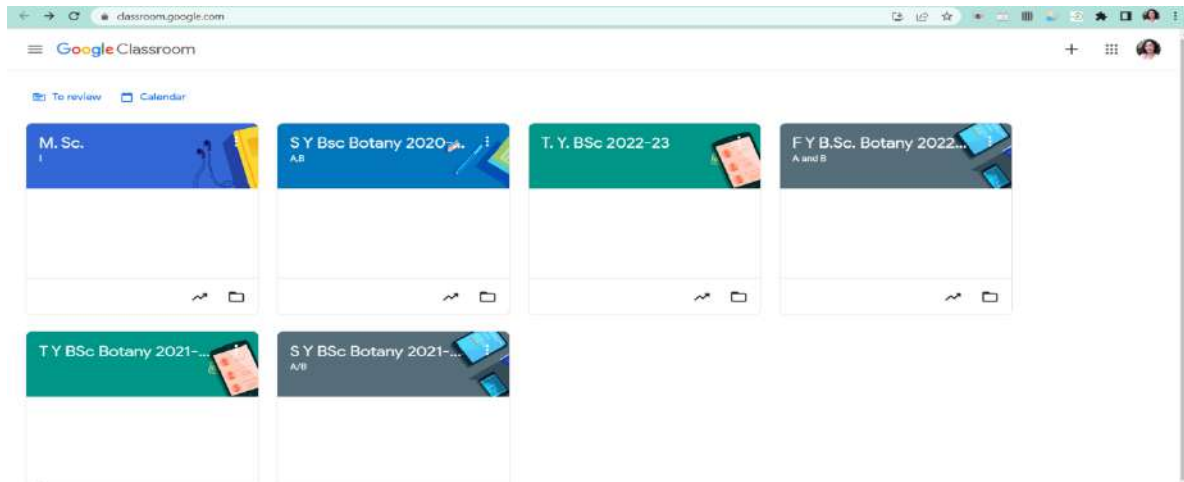 classroom.google.com
Google Classroom
To review Calendar
M. Sc.
I
S Y Bsc Botany 2020-...
A,B
T. Y. BSc 2022-23
F Y B.Sc. Botany 2022...
A and B
T Y BSc Botany 2021-...
S Y BSc Botany 2021-...
A/B